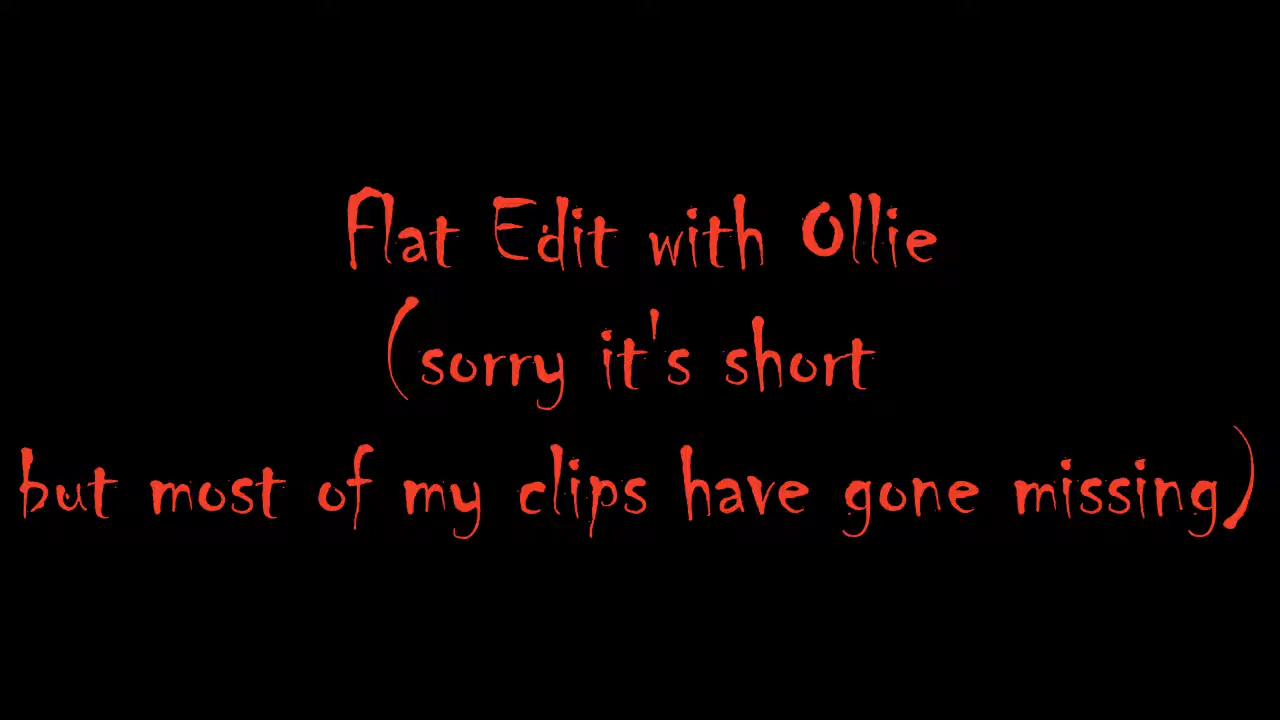 Flat Edit with Ollie
(sorry it's short
but most of my clips have gone missing)